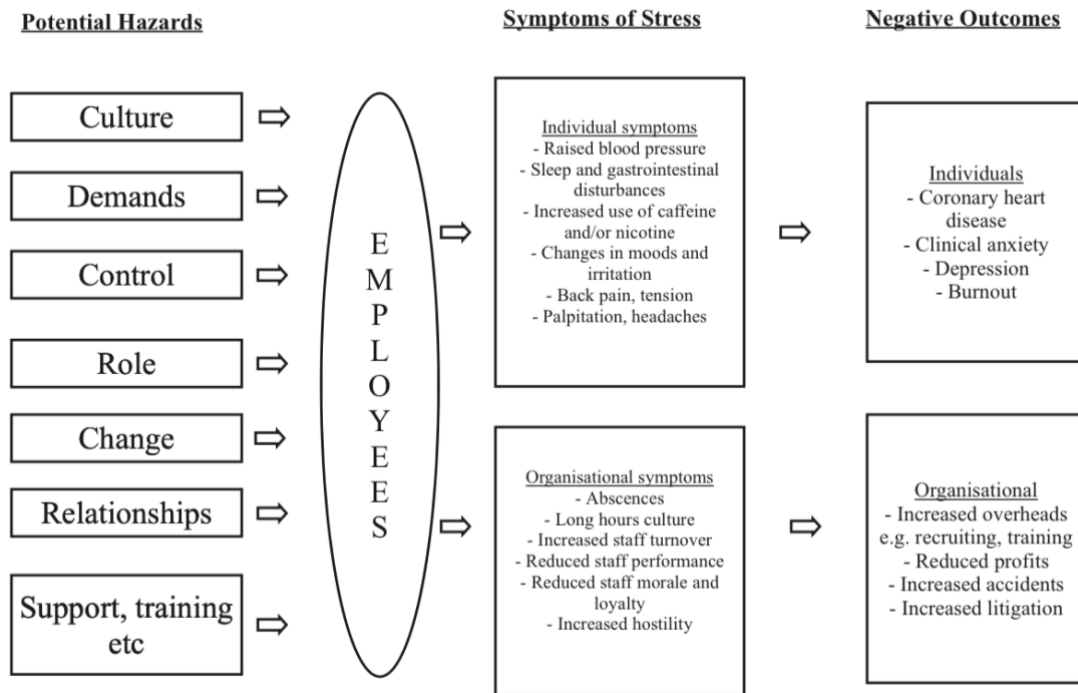 Potential Hazards
Culture
Demands
Control
Role
Change
Relationships
Support, training
etc
E
M
P
L
O
Y
E
E
S
Symptoms of Stress
Individual symptoms
- Raised blood pressure
- Sleep and gastrointestinal
disturbances
- Increased use of caffeine
and/or nicotine
- Changes in moods and
irritation
- Back pain, tension
- Palpitation, headaches
Organisational symptoms
- Abscences
- Long hours culture
- Increased staff turnover
- Reduced staff performance
- Reduced staff morale and
loyalty
- Increased hostility
Negative Outcomes
Individuals
- Coronary heart
disease
- Clinical anxiety
- Depression
- Burnout
Organisational
- Increased overheads
e.g. recruiting, training
- Reduced profits
- Increased accidents
- Increased litigation